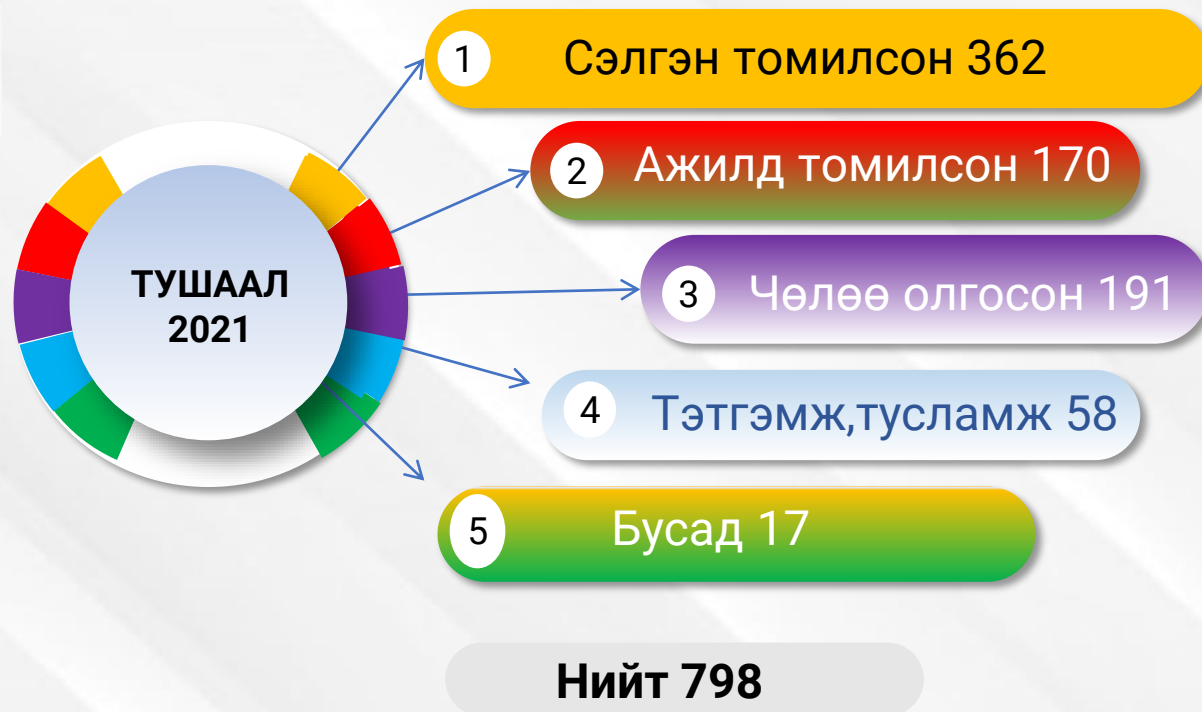 ТУШААЛ
2021
1 Сэлгэн томилсон 362
2 Ажилд томилсон 170
3 Чөлөө олгосон 191
4 Тэтгэмж,тусламж 58
5 Бусад 17
Нийт 798